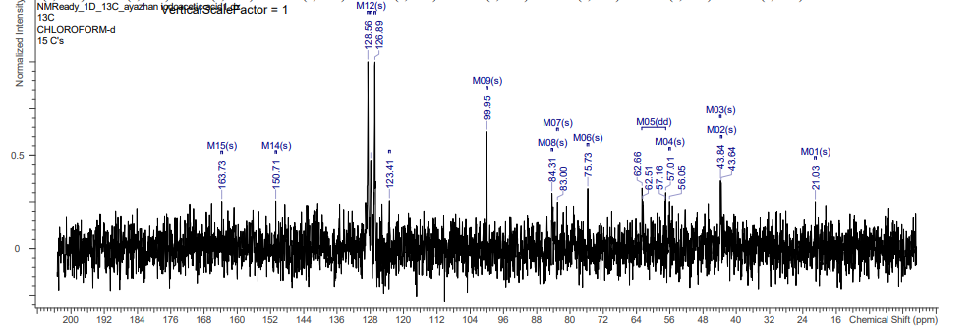 NMReady_1D_13C_ayazhan
VerticalScaleFactor = 1
13C
CHLOROFORM-d
15 C's
Normalized Intensity
M12(s)
128.56
126.89
M09(s)
99.95
M03(s)
M02(s)
43.84
43.64
M07(s)
M08(s)
84.31
83.00
M06(s)
75.73
M05(dd)
62.66
62.51
57.16
M04(s)
57.01
56.05
M15(s)
163.73
M14(s)
150.71
123.41
M01(s)
21.03
0.5
0
200 192 184 176 168 160 152 144 136 128 120 112 104 96 88 80 72 64 56 48 40 32 24 16 Chemical Shift (ppm)